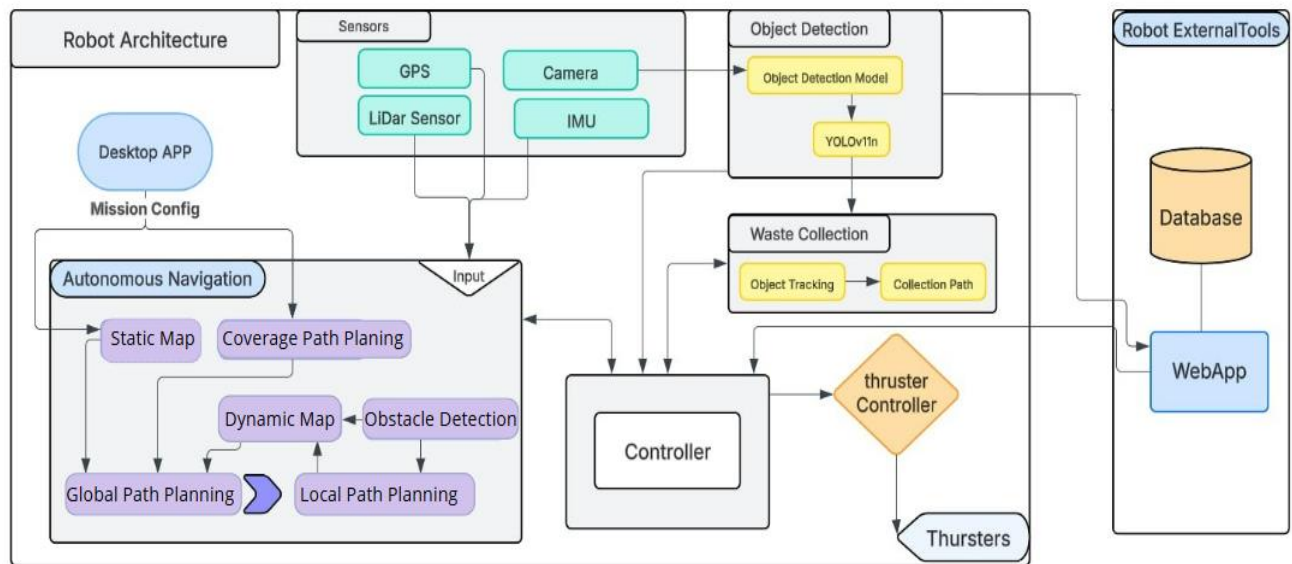 Robot Architecture
Sensors
GPS
Camera
LiDar Sensor
IMU
Object Detection
Object Detection Model
YOLOv11n
Robot ExternalTools
Database
WebApp
Desktop APP
Mission Config
Waste Collection
Object Tracking
Collection Path
Autonomous Navigation
Input
Static Map
Coverage Path Planing
Dynamic Map
Obstacle Detection
Global Path Planning
Local Path Planning
Controller
thruster
Controller
Thursters